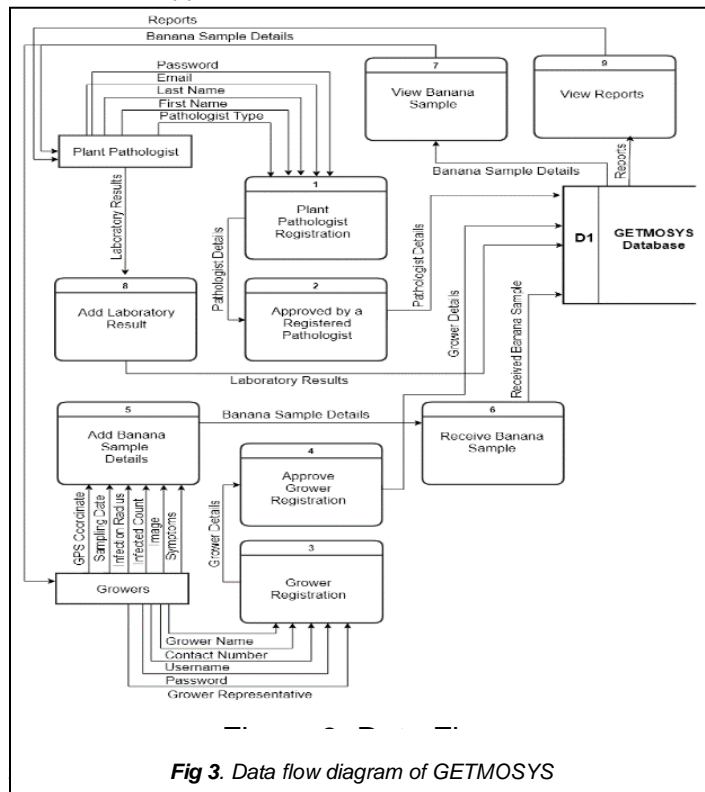 Reports
Banana Sample Details
Password
Email
Last Name
First Name
Pathologist Type
Plant Pathologist
7
View Banana
Sample
9
View Reports
Banana Sample Details
Reports
Laboratory Results
1
Plant
Pathologist
Registration
Pathologist Details
2
Approved by a
Registered
Pathologist
Pathologist Details
Grower Details
D1
GETMOSYS
Database
8
Add Laboratory
Result
Laboratory Results
Received Banana Sample
5
Add Banana
Sample
Details
Banana Sample Details
6
Receive Banana
Sample
4
Approve
Grower
Registration
Grower Details
3
Grower
Registration
GPS Coordinate
Sampling Date
Infection Radius
Infected Count
Image
Symptoms
Growers
Grower Name
Contact Number
Username
Password
Grower Representative
Fig 3. Data flow diagram of GETMOSYS